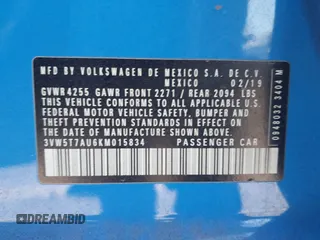 MFD BY VOLKSWAGEN DE MEXICO S.A. DE C.V.
MEXICO 02/19
GVWR 4255 GAWR FRONT 2271 / REAR 2094 LBS
THIS VEHICLE CONFORMS TO ALL APPLICABLE U.S.
FEDERAL MOTOR VEHICLE SAFETY, BUMPER, AND
THEFT PREVENTION STANDARDS IN EFFECT ON
THE DATE OF MANUFACTURE SHOWN ABOVE.
3VW5T7AU6KM015834 PASSENGER CAR
0948032 3404 M
DREAMBID